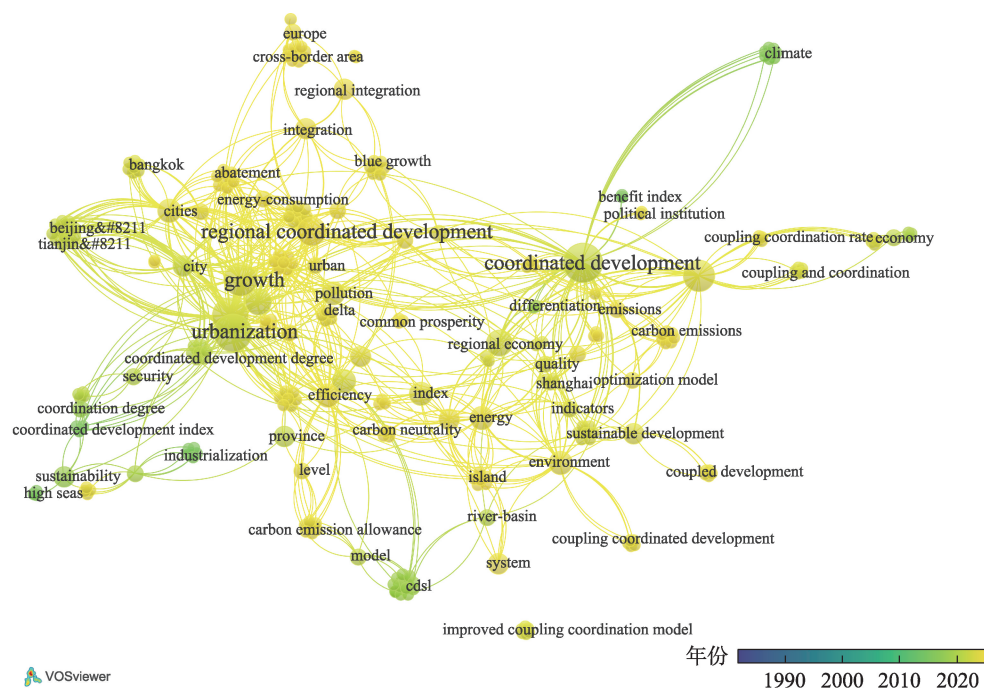 europe
cross-border area
climate
regional integration
integration
blue growth
bangkok
abatement
benefit index
energy-consumption
cities
political institution
beijing&#8211
regional coordinated development
tianjin&#8211
coupling coordination rate
economy
city
urban
coordinated development
coupling and coordination
growth
pollution
delta
differentiation
emissions
common prosperity
urbanization
carbon emissions
regional economy
coordinated development degree
quality
security
shanghai
optimization model
efficiency
index
coordination degree
indicators
energy
coordinated development index
province
carbon neutrality
sustainable development
industrialization
environment
level
sustainability
island
coupled development
high seas
river-basin
carbon emission allowance
coupling coordinated development
model
system
cdsl
improved coupling coordination model
年份
1990
2000
2010
2020
VOSviewer